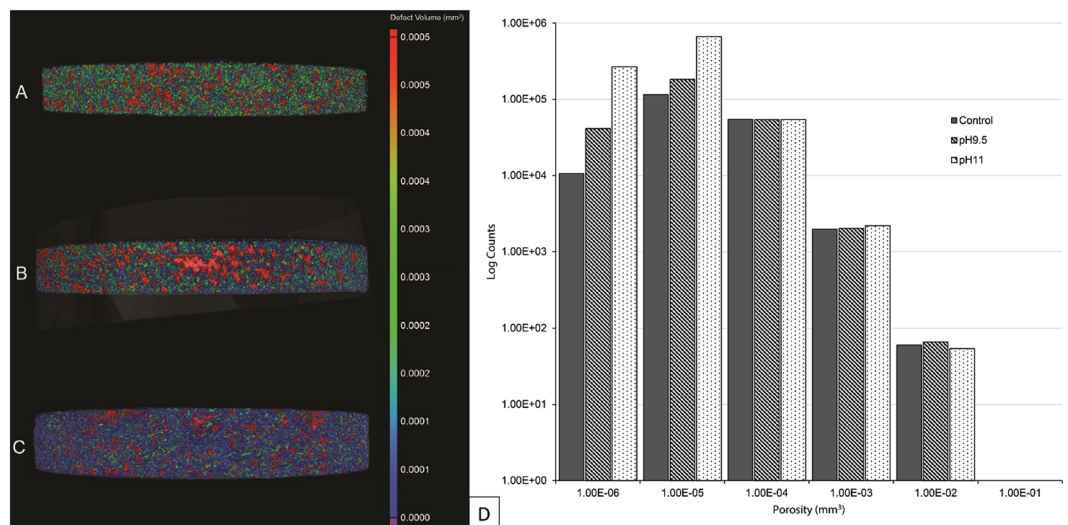 Defect Volume (mm³)
0.0005
0.0005
0.0004
0.0004
0.0003
0.0003
0.0002
0.0002
0.0001
0.0001
0.0000
A
B
C
D
1.00E+06
1.00E+05
1.00E+04
1.00E+03
1.00E+02
1.00E+01
1.00E+00
Log Counts
Control
pH9.5
pH11
1.00E-06 1.00E-05 1.00E-04 1.00E-03 1.00E-02 1.00E-01
Porosity (mm³)